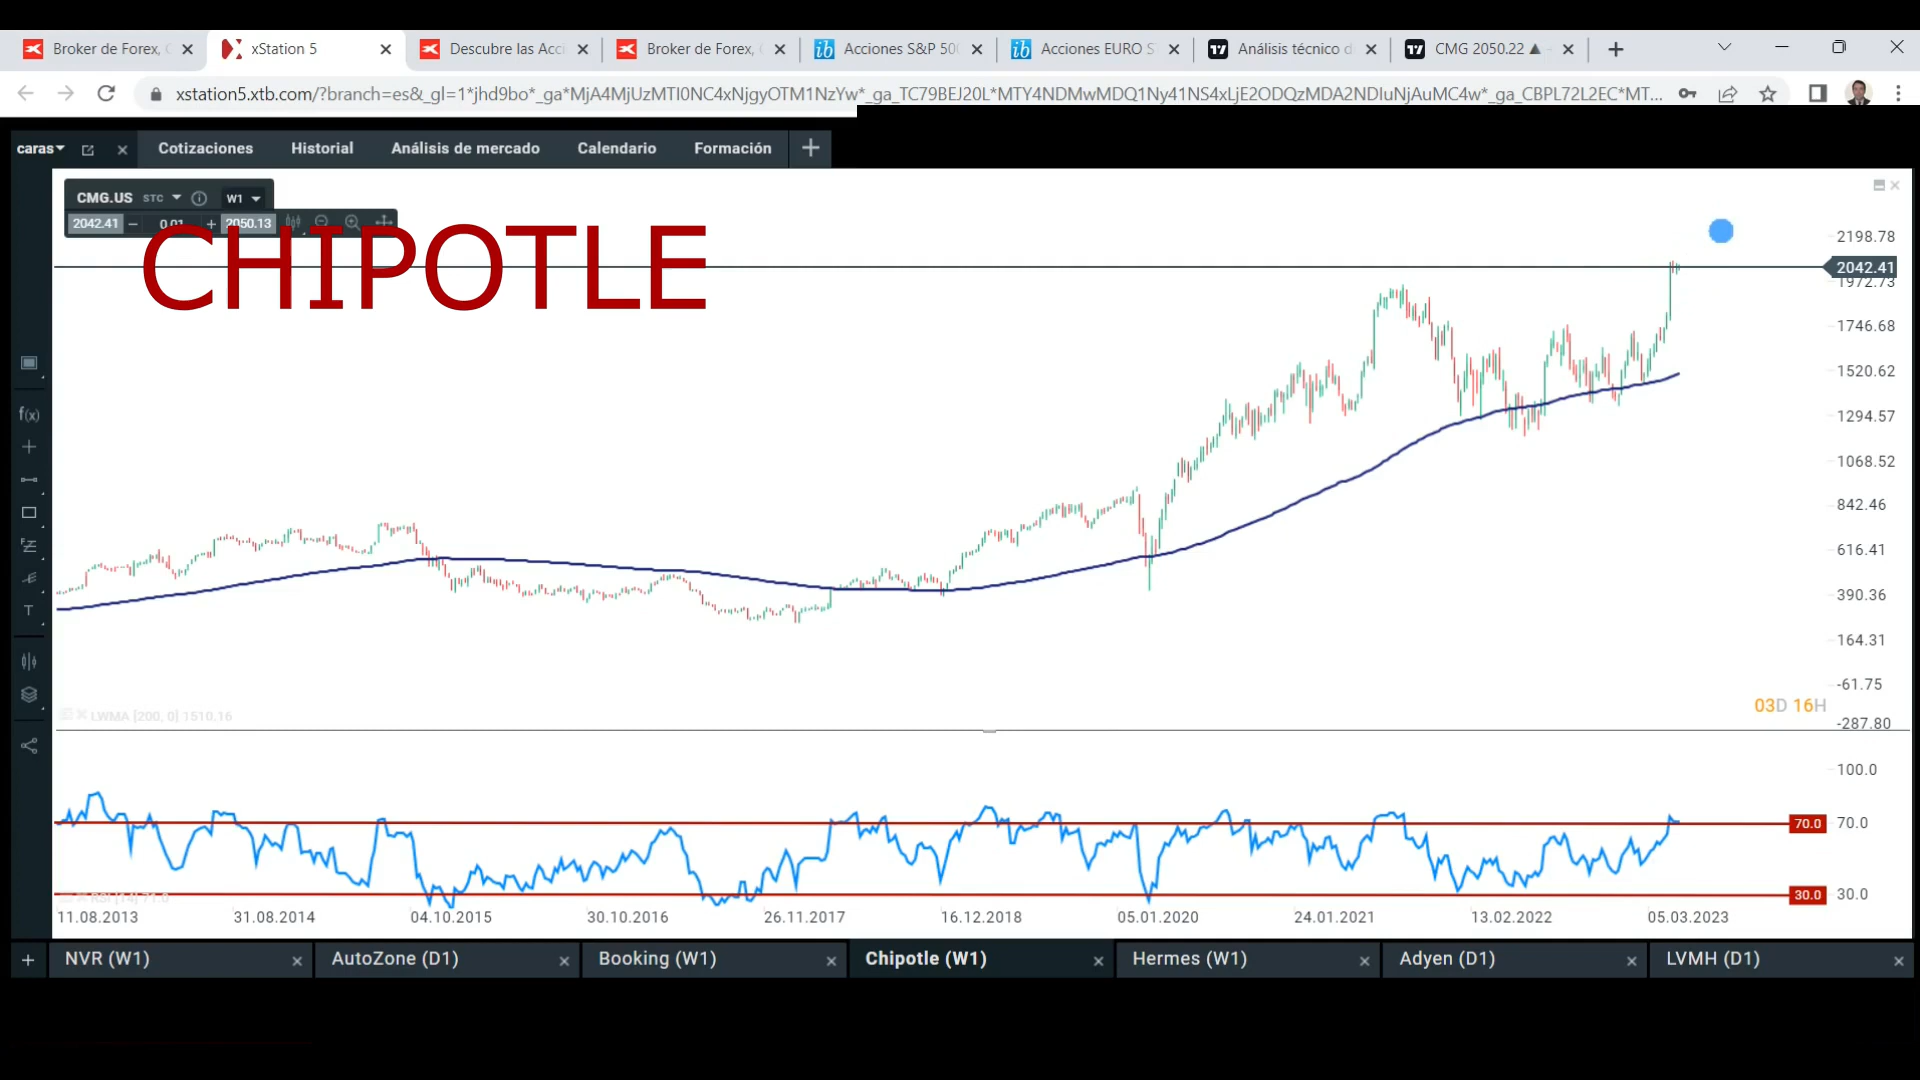 Broker de Forex, C
xStation 5
Descubre las Acci
Broker de Forex,
Acciones S&P 50
Acciones EURO S
Análisis técnico d
CMG 2050.22 ▲
xstation5.xtb.com/?branch=es&_gl=1*jhd9bo*_ga*MjA4MjUzMTI0NC4xNjgyOTM1NzYw*_ga_TC79BEJ20L*MTY4NDMwMDQ1Ny41NS4xLjE2ODQzMDA2NDIuNjAuMC4w*_ga_CBPL72L2EC*MT...
caras
Cotizaciones
Historial
Análisis de mercado
Calendario
Formación
CMG.US STC W1
2042.41 − 0.01 + 2050.13
CHIPOTLE
2198.78
2042.41
1972.73
1746.68
1520.62
1294.57
1068.52
842.46
616.41
390.36
164.31
-61.75
-287.80
03D 16H
LWMA [200, 0] 1510.16
100.0
70.0 70.0
30.0 30.0
RSI [14] 71.0
11.08.2013 31.08.2014 04.10.2015 30.10.2016 26.11.2017 16.12.2018 05.01.2020 24.01.2021 13.02.2022 05.03.2023
f(x)
T
NVR (W1)
AutoZone (D1)
Booking (W1)
Chipotle (W1)
Hermes (W1)
Adyen (D1)
LVMH (D1)